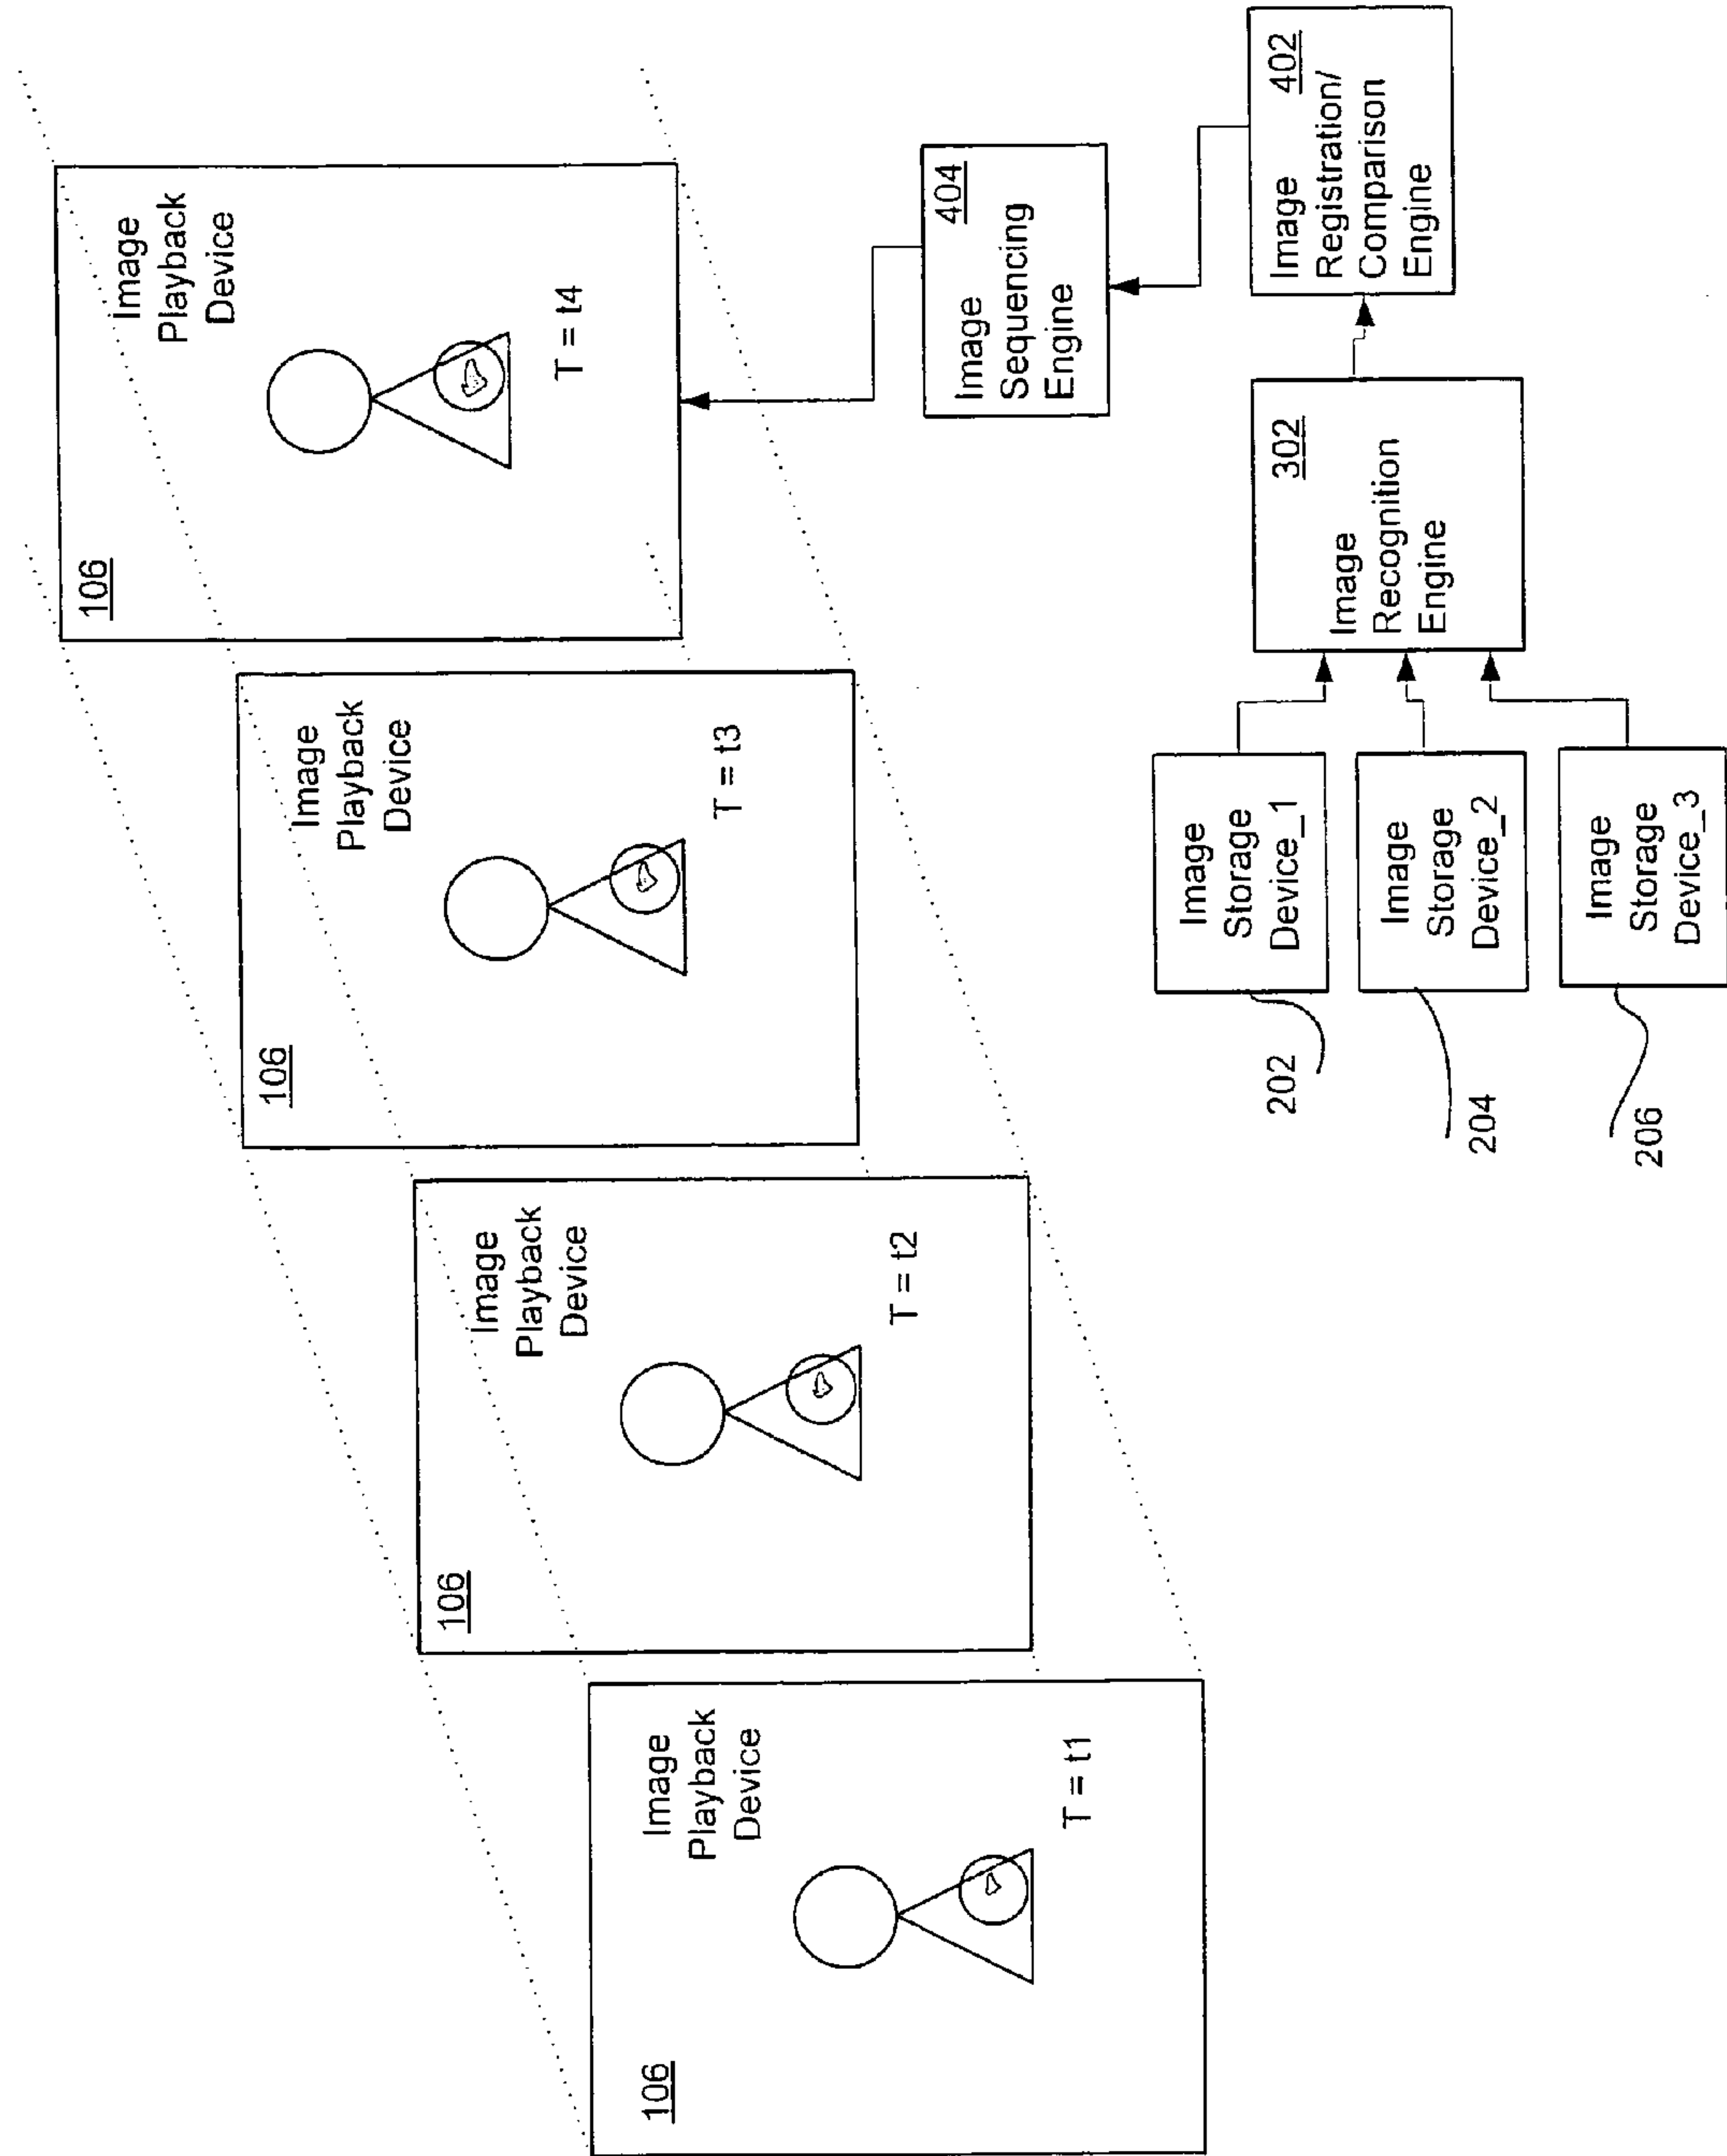 106
Image
Playback
Device
T = t1
106
Image
Playback
Device
T = t2
106
Image
Playback
Device
T = t3
106
Image
Playback
Device
T = t4
202
Image
Storage
Device_1
204
Image
Storage
Device_2
206
Image
Storage
Device_3
302
Image
Recognition
Engine
402
Image
Registration/
Comparison
Engine
404
Image
Sequencing
Engine